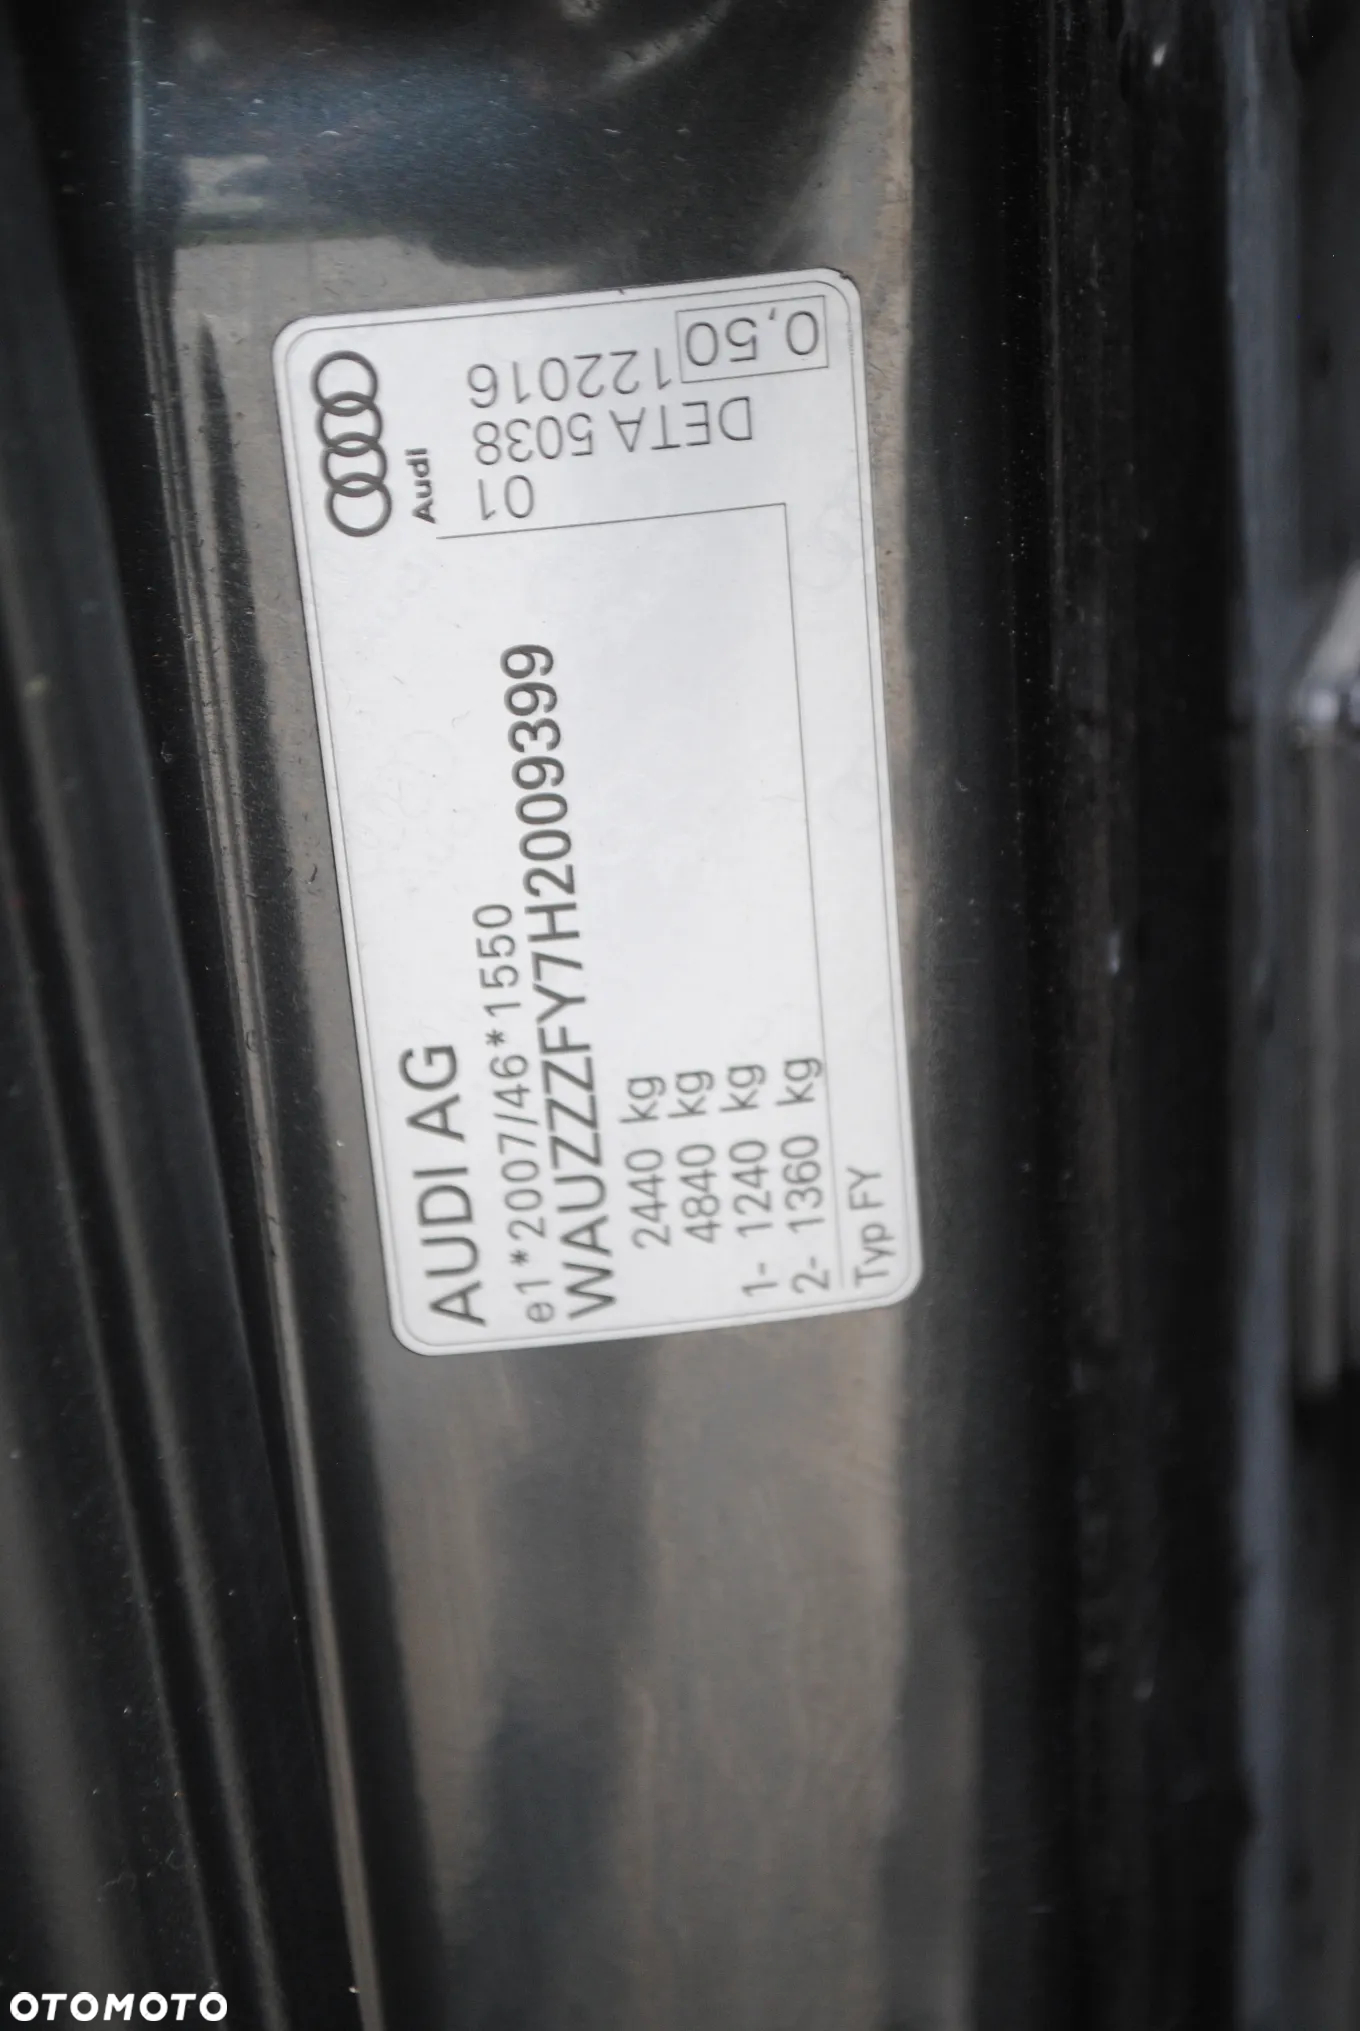 AUDI AG
e1*2007/46*1550
WAUZZZFY7H2009399
2440 kg
4840 kg
1- 1240 kg
2- 1360 kg
Typ FY
Audi
01
DETA 5038
122016
0,50
OTOMOTO